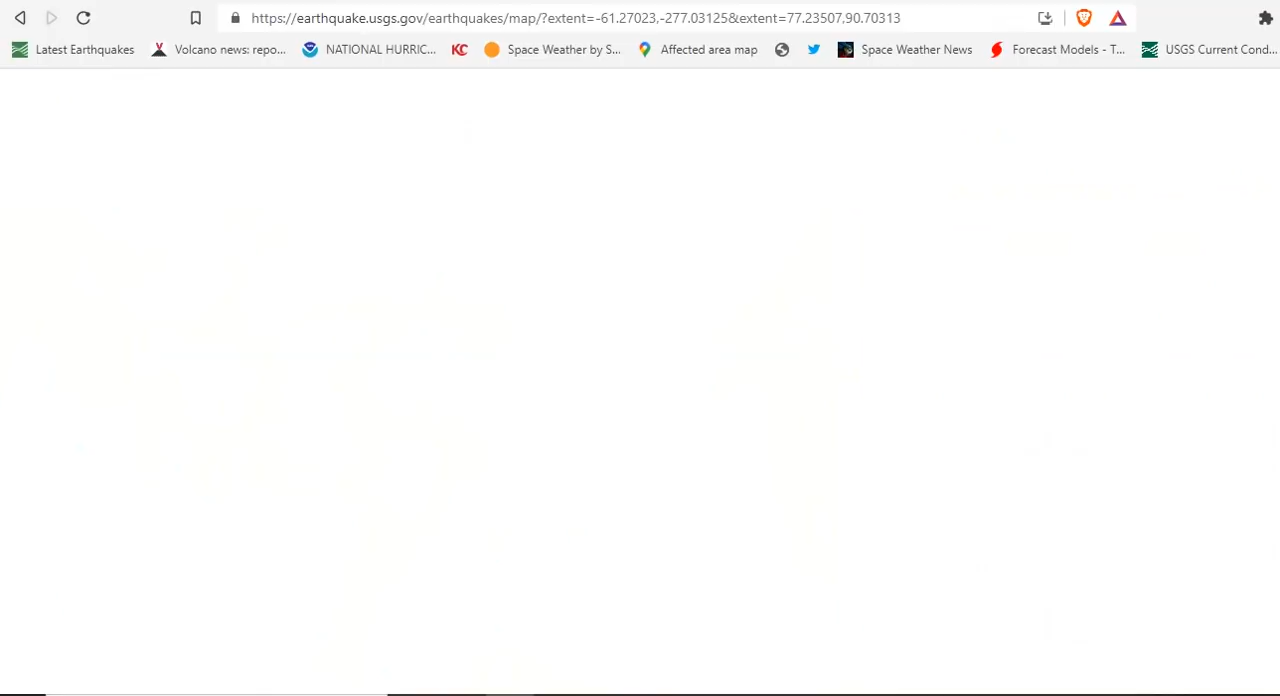 https://earthquake.usgs.gov/earthquakes/map/?extent=-61.27023,-277.03125&extent=77.23507,90.70313
Latest Earthquakes Volcano news: repo... NATIONAL HURRIC... KC Space Weather by S... Affected area map Space Weather News Forecast Models - T... USGS Current Cond...